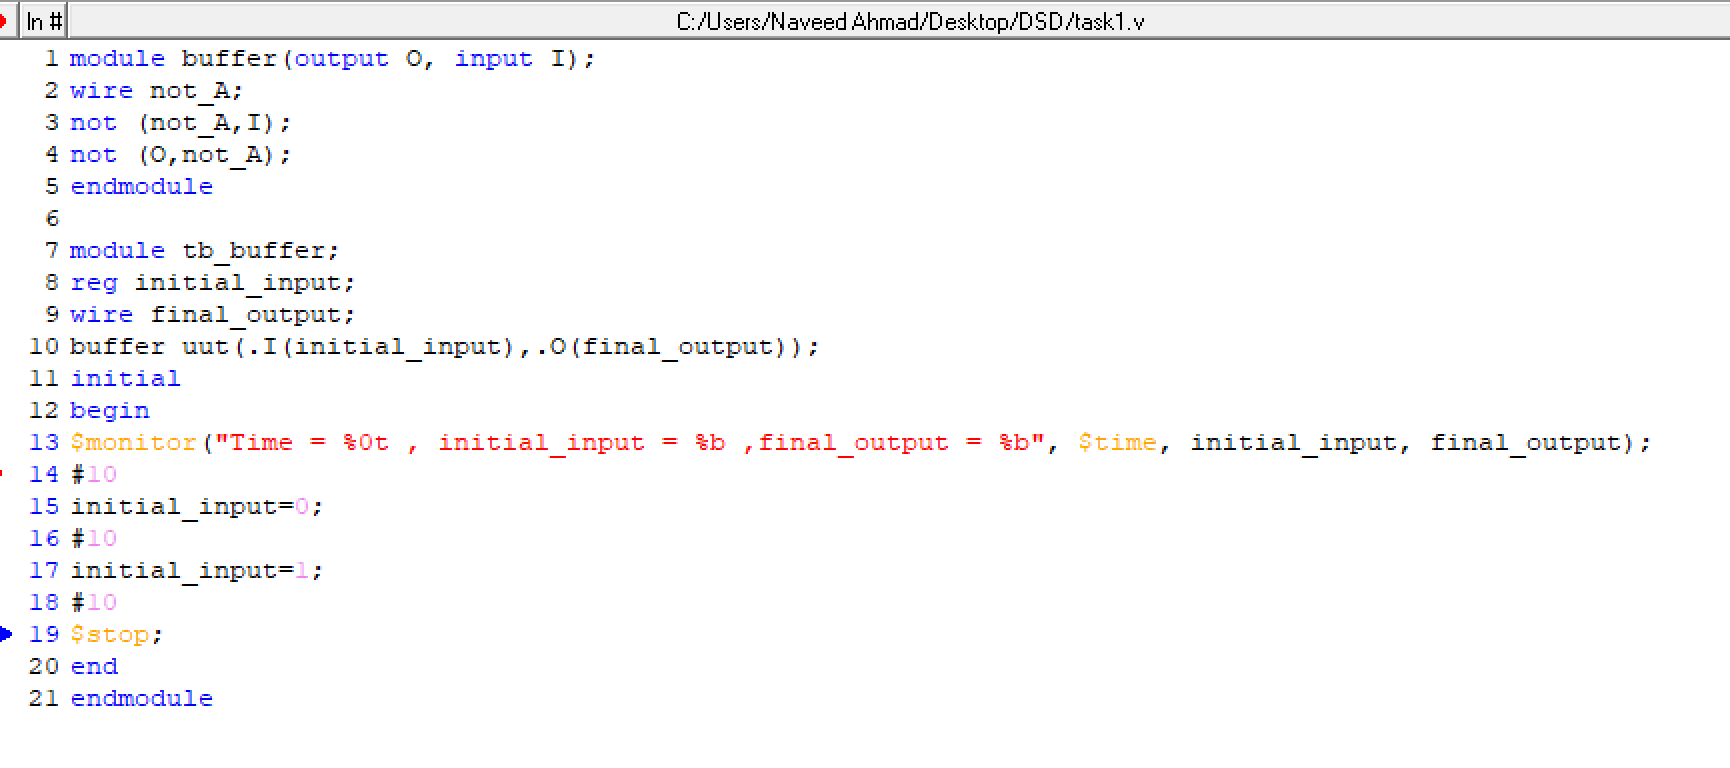 ln # C:/Users/Naveed Ahmad/Desktop/DSD/task1.v
1 module buffer(output O, input I);
2 wire not_A;
3 not (not_A,I);
4 not (O,not_A);
5 endmodule
6
7 module tb_buffer;
8 reg initial_input;
9 wire final_output;
10 buffer uut(.I(initial_input),.O(final_output));
11 initial
12 begin
13 $monitor("Time = %0t , initial_input = %b ,final_output = %b", $time, initial_input, final_output);
14 #10
15 initial_input=0;
16 #10
17 initial_input=1;
18 #10
19 $stop;
20 end
21 endmodule